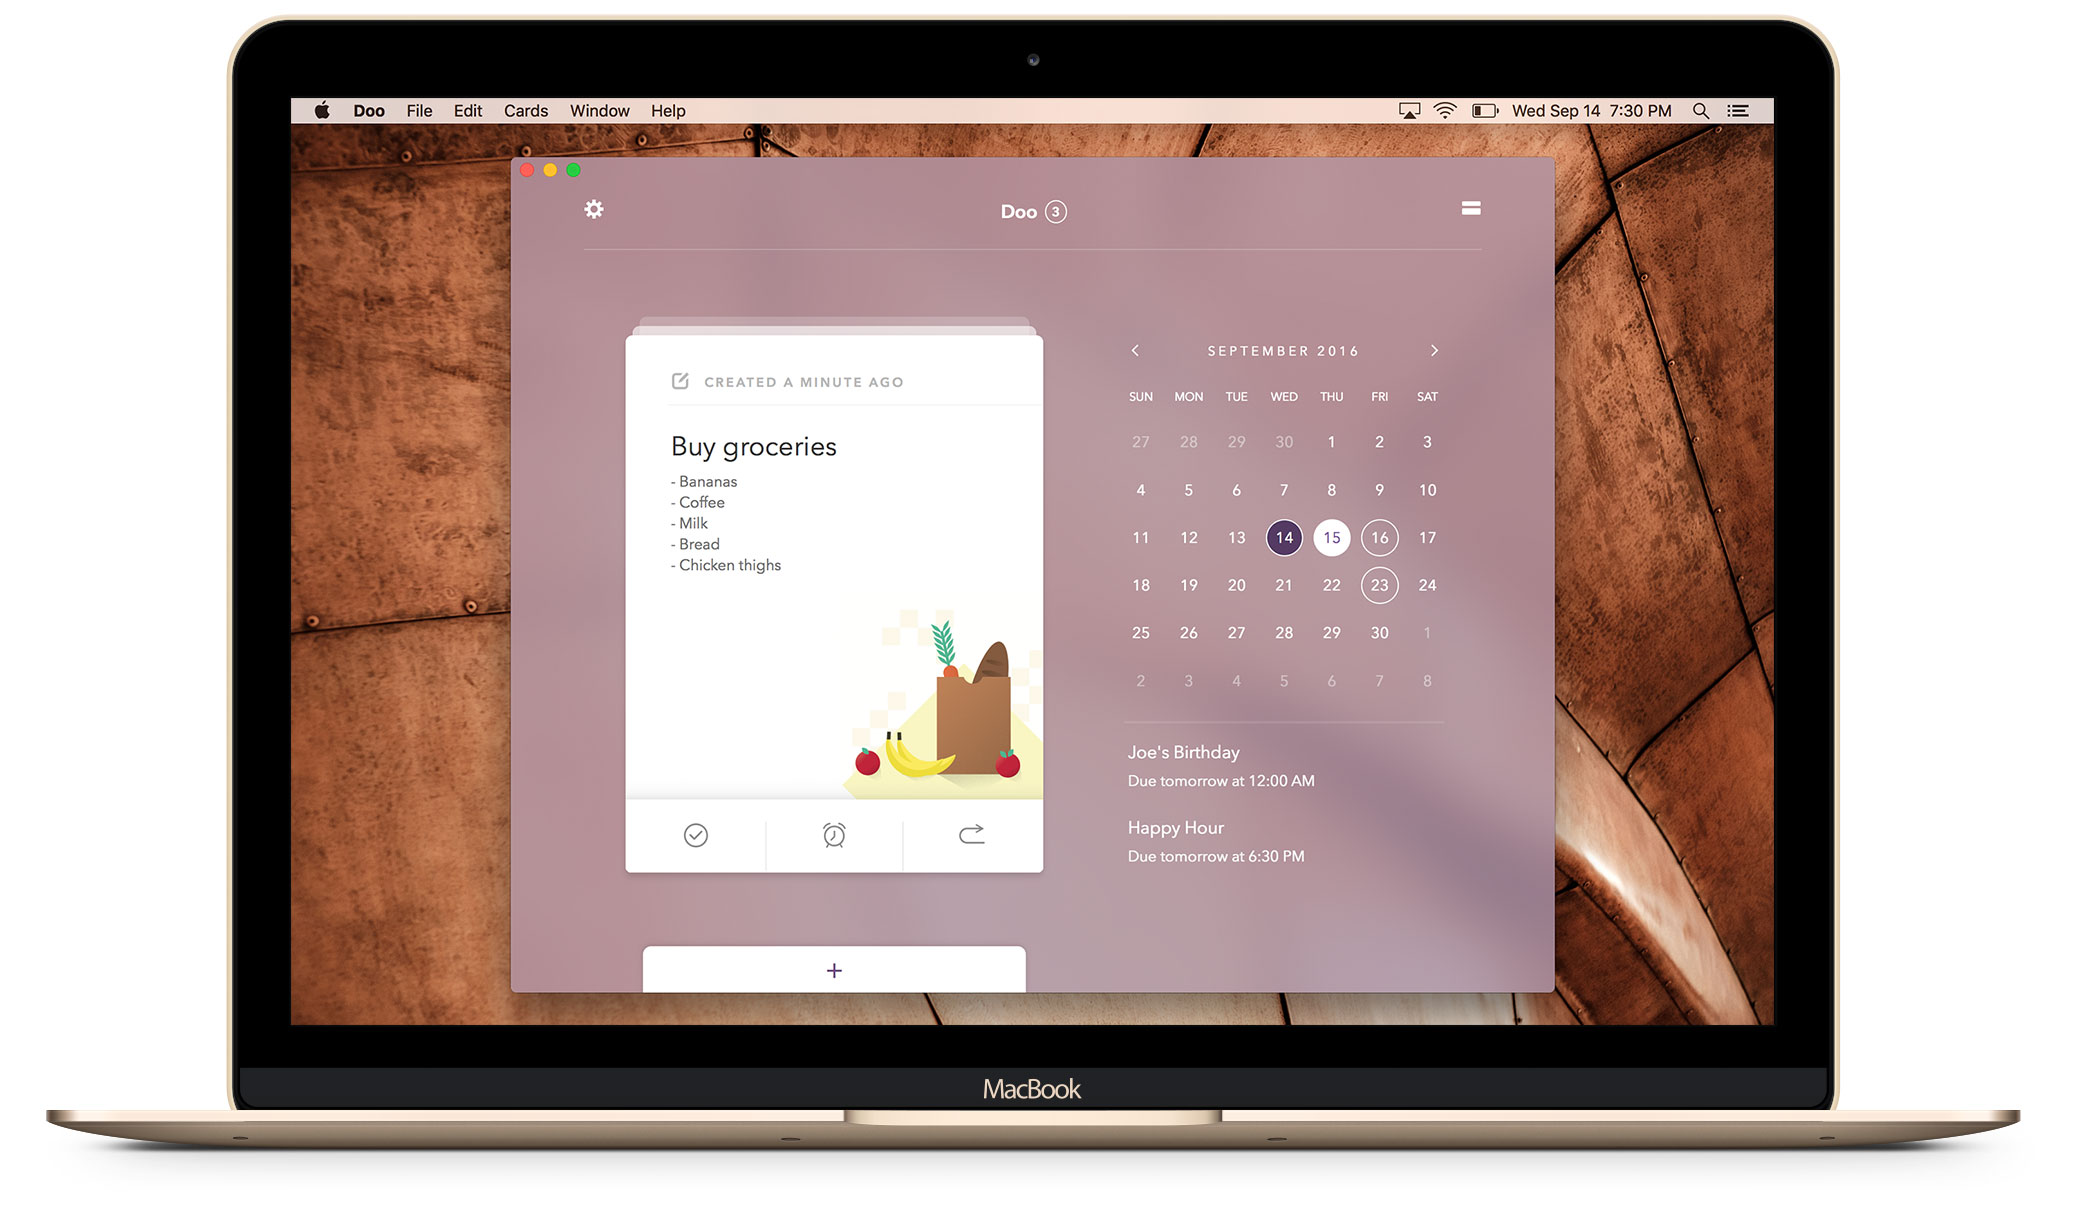 Doo File Edit Cards Window Help Wed Sep 14 7:30 PM
Doo 3
CREATED A MINUTE AGO
Buy groceries
- Bananas
- Coffee
- Milk
- Bread
- Chicken thighs
+
SEPTEMBER 2016
SUN MON TUE WED THU FRI SAT
27 28 29 30 1 2 3
4 5 6 7 8 9 10
11 12 13 14 15 16 17
18 19 20 21 22 23 24
25 26 27 28 29 30 1
2 3 4 5 6 7 8
Joe's Birthday
Due tomorrow at 12:00 AM
Happy Hour
Due tomorrow at 6:30 PM
MacBook